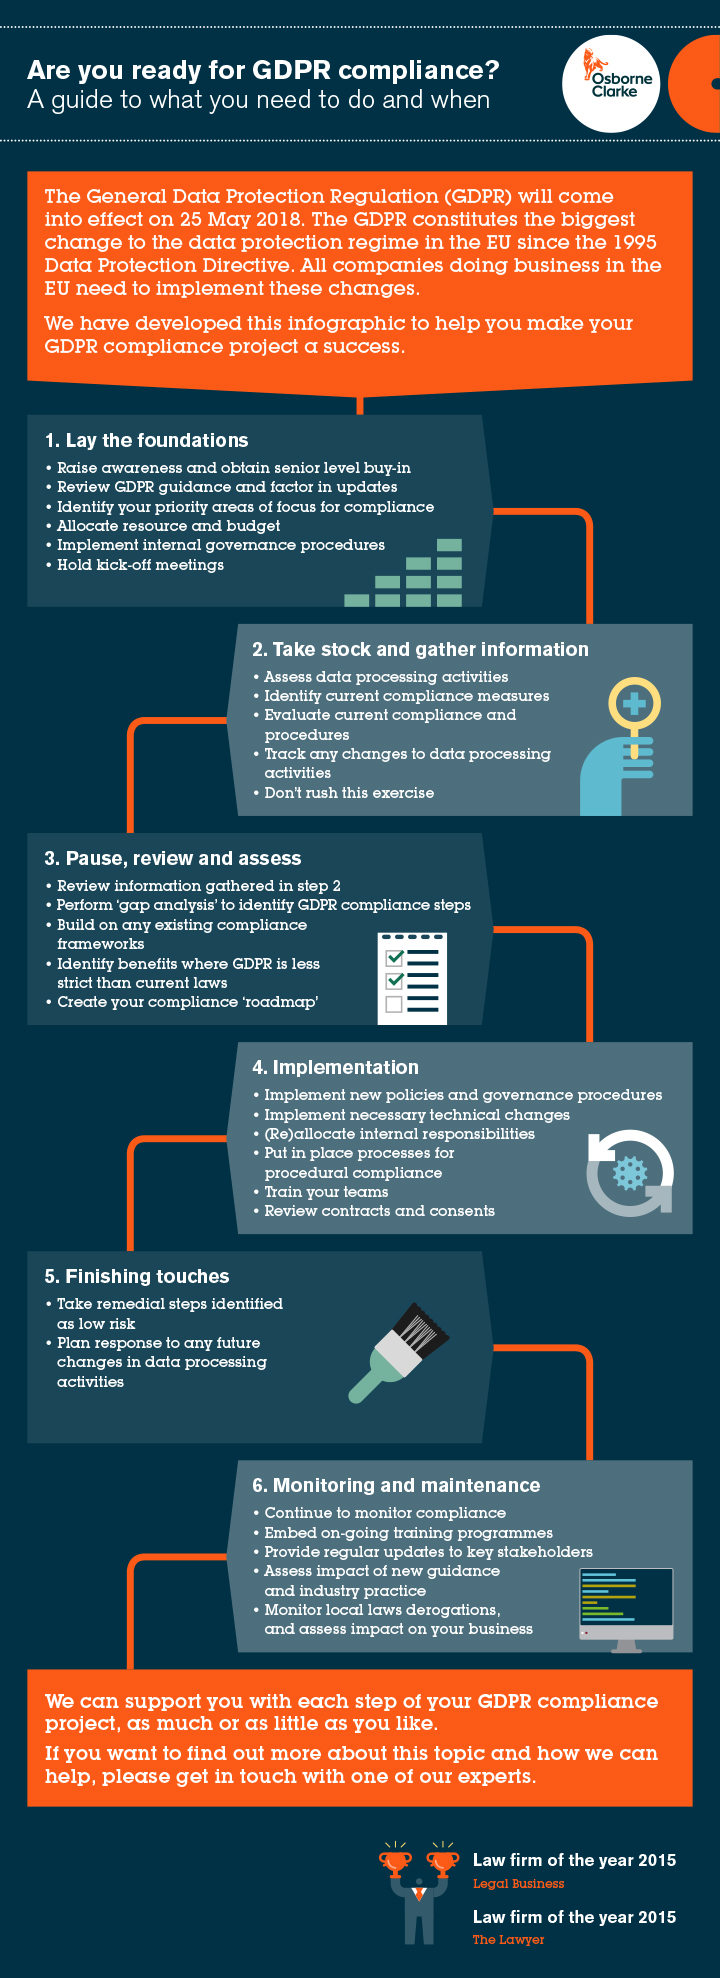 Are you ready for GDPR compliance?
A guide to what you need to do and when
Osborne
Clarke
The General Data Protection Regulation (GDPR) will come
into effect on 25 May 2018. The GDPR constitutes the biggest
change to the data protection regime in the EU since the 1995
Data Protection Directive. All companies doing business in the
EU need to implement these changes.
We have developed this infographic to help you make your
GDPR compliance project a success.
1. Lay the foundations
• Raise awareness and obtain senior level buy-in
• Review GDPR guidance and factor in updates
• Identify your priority areas of focus for compliance
• Allocate resource and budget
• Implement internal governance procedures
• Hold kick-off meetings
2. Take stock and gather information
• Assess data processing activities
• Identify current compliance measures
• Evaluate current compliance and
procedures
• Track any changes to data processing
activities
• Don't rush this exercise
3. Pause, review and assess
• Review information gathered in step 2
• Perform ‘gap analysis’ to identify GDPR compliance steps
• Build on any existing compliance
frameworks
• Identify benefits where GDPR is less
strict than current laws
• Create your compliance ‘roadmap’
4. Implementation
• Implement new policies and governance procedures
• Implement necessary technical changes
• (Re)allocate internal responsibilities
• Put in place processes for
procedural compliance
• Train your teams
• Review contracts and consents
5. Finishing touches
• Take remedial steps identified
as low risk
• Plan response to any future
changes in data processing
activities
6. Monitoring and maintenance
• Continue to monitor compliance
• Embed on-going training programmes
• Provide regular updates to key stakeholders
• Assess impact of new guidance
and industry practice
• Monitor local laws derogations,
and assess impact on your business
We can support you with each step of your GDPR compliance
project, as much or as little as you like.
If you want to find out more about this topic and how we can
help, please get in touch with one of our experts.
Law firm of the year 2015
Legal Business
Law firm of the year 2015
The Lawyer